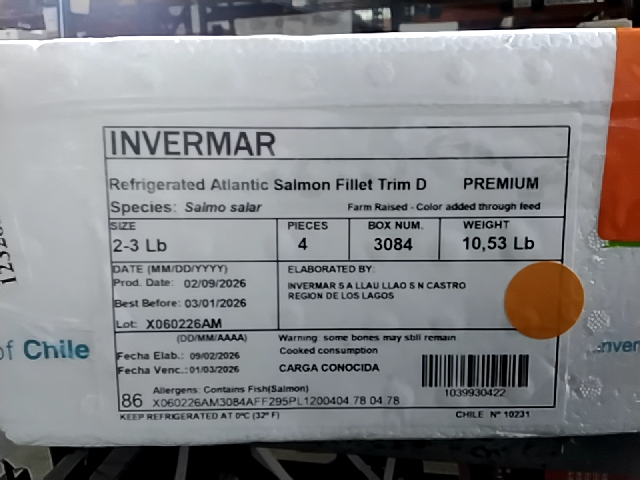 INVERMAR
Refrigerated Atlantic Salmon Fillet Trim D PREMIUM
Species: Salmo salar Farm Raised - Color added through feed
SIZE PIECES BOX NUM. WEIGHT
2-3 Lb 4 3084 10,53 Lb
DATE (MM/DD/YYYY) ELABORATED BY:
Prod. Date: 02/09/2026 INVERMAR S A LLAU LLAO S N CASTRO
REGION DE LOS LAGOS
Best Before: 03/01/2026
Lot: X060226AM
(DD/MM/AAAA) Warning: some bones may still remain
Fecha Elab.: 09/02/2026 Cooked consumption
Fecha Venc.: 01/03/2026 CARGA CONOCIDA
Allergens: Contains Fish(Salmon) 1039930422
86 X060226AM3084AFF295PL1200404.78 04.78
KEEP REFRIGERATED AT 0ºC (32º F) CHILE Nº 10231
of Chile